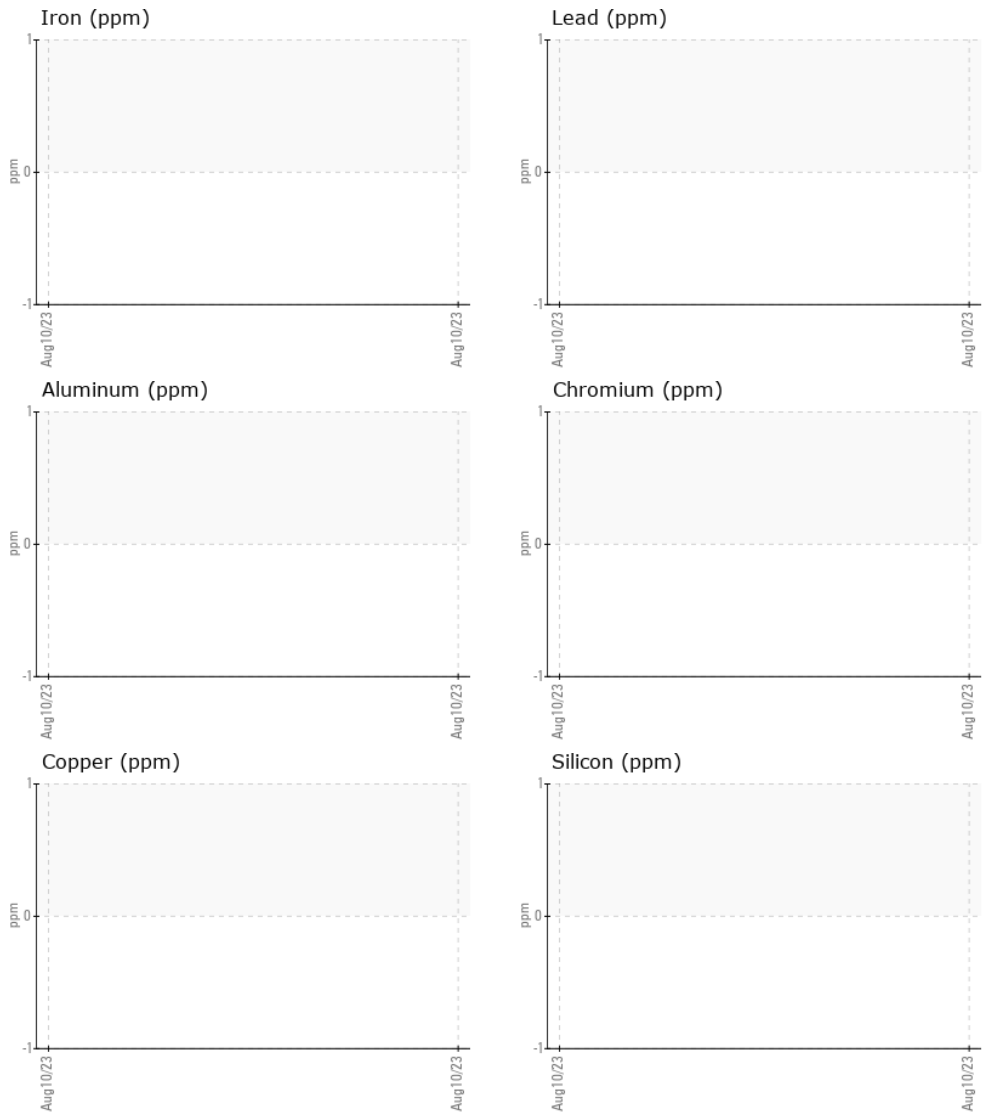 Iron (ppm)
1
ppm
0
-1
Aug10/23
Aug10/23
Lead (ppm)
1
ppm
0
-1
Aug10/23
Aug10/23
Aluminum (ppm)
1
ppm
0
-1
Aug10/23
Aug10/23
Chromium (ppm)
1
ppm
0
-1
Aug10/23
Aug10/23
Copper (ppm)
1
ppm
0
-1
Aug10/23
Aug10/23
Silicon (ppm)
1
ppm
0
-1
Aug10/23
Aug10/23